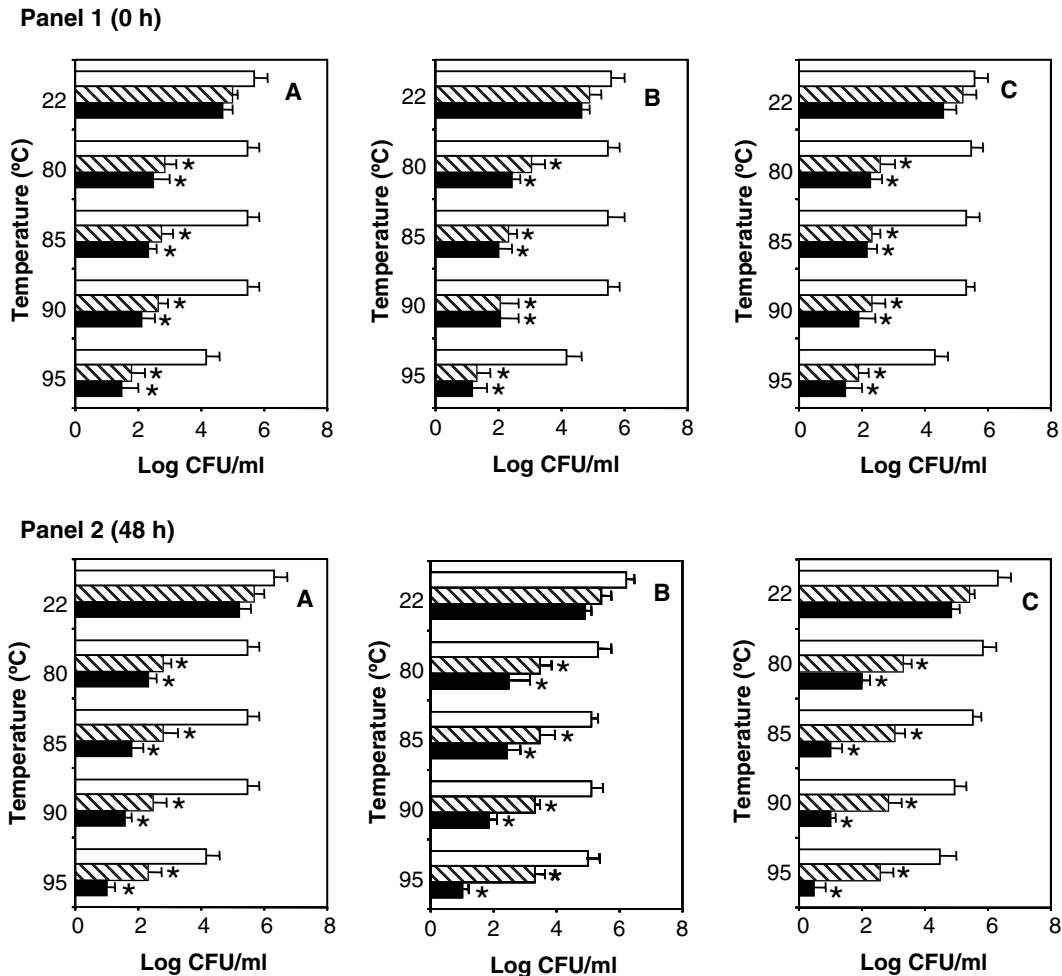 Panel 1 (0 h)
A
B
C
Temperature (ºC)
22
80
85
90
95
* * * * * * * *
0 2 4 6 8
Log CFU/ml
Temperature (ºC)
22
80
85
90
95
* * * * * * * *
0 2 4 6 8
Log CFU/ml
Temperature (ºC)
22
80
85
90
95
* * * * * * * *
0 2 4 6 8
Log CFU/ml
Panel 2 (48 h)
A
B
C
Temperature (ºC)
22
80
85
90
95
* * * * * * * *
0 2 4 6 8
Log CFU/ml
Temperature (ºC)
22
80
85
90
95
* * * * * * * *
0 2 4 6 8
Log CFU/ml
Temperature (ºC)
22
80
85
90
95
* * * * * * * *
0 2 4 6 8
Log CFU/ml